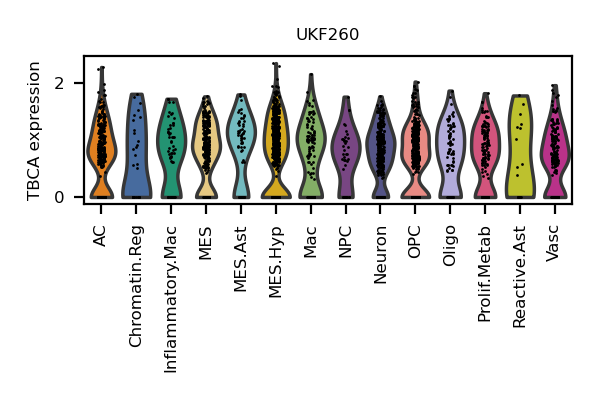 UKF260
TBCA expression
2
0
AC
Chromatin.Reg
Inflammatory.Mac
MES
MES.Ast
MES.Hyp
Mac
NPC
Neuron
OPC
Oligo
Prolif.Metab
Reactive.Ast
Vasc